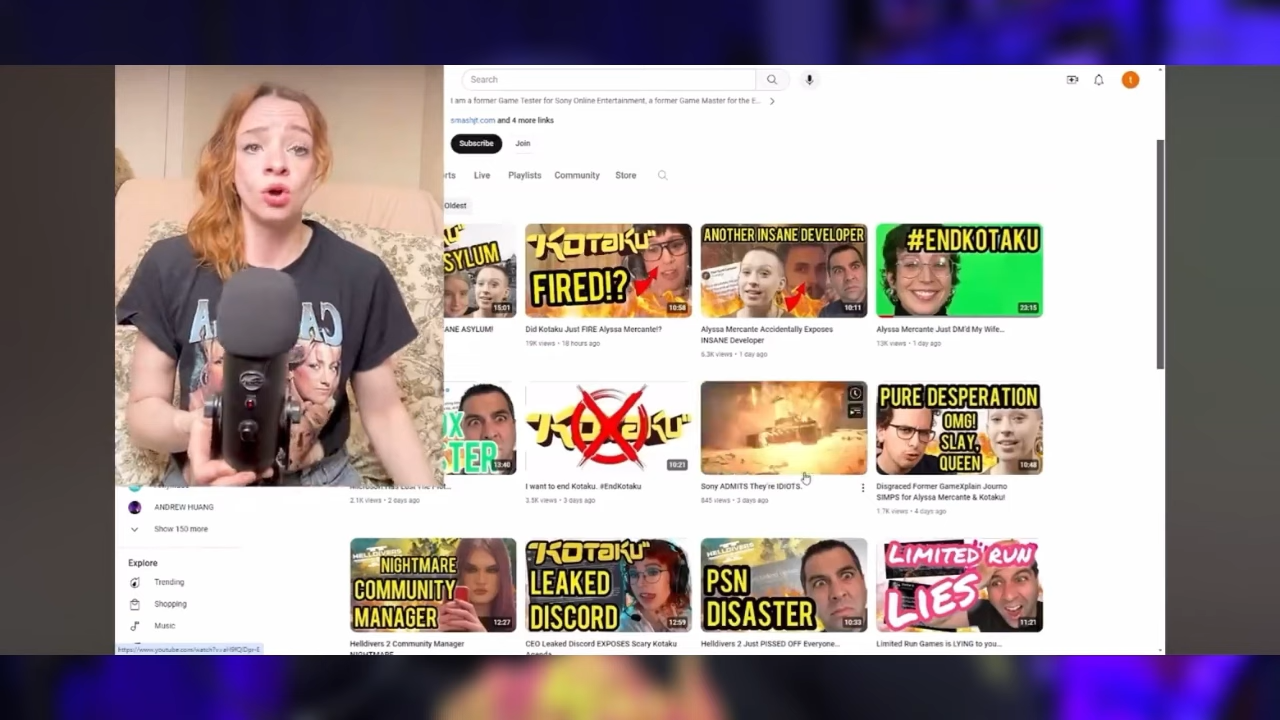 Search
I am a former Game Tester for Sony Online Entertainment, a former Game Master for the E...
smashjt.com and 4 more links
Subscribe
Join
rts
Live
Playlists
Community
Store
Oldest
SYLUM
15:01
"KOTAKU"
FIRED!?
10:58
ANOTHER INSANE DEVELOPER
10:11
#ENDKOTAKU
23:15
ANE ASYLUM!
Did Kotaku Just FIRE Alyssa Mercante!?
19K views • 18 hours ago
Alyssa Mercante Accidentally Exposes
INSANE Developer
6.3K views • 1 day ago
Alyssa Mercante Just DM'd My Wife...
13K views • 1 day ago
OX
TER
13:40
10:21
PURE DESPERATION
OMG!
SLAY,
QUEEN
10:48
2.1K views • 2 days ago
I want to end Kotaku. #EndKotaku
3.5K views • 3 days ago
Sony ADMITS They're IDIOTS.
845 views • 3 days ago
Disgraced Former GameXplain Journo
SIMPS for Alyssa Mercante & Kotaku!
1.7K views • 4 days ago
ANDREW HUANG
Show 150 more
Explore
Trending
Shopping
Music
HELLDIVERS
NIGHTMARE
COMMUNITY
MANAGER
12:27
"KOTAKU"
LEAKED
DISCORD
12:59
HELLDIVERS
PSN
DISASTER
10:33
LIMITED RUN
LIES
11:21
Helldivers 2 Community Manager
NIGHTMARE
CEO Leaked Discord EXPOSES Scary Kotaku
Agenda
Helldivers 2 Just PISSED OFF Everyone...
Limited Run Games is LYING to you...